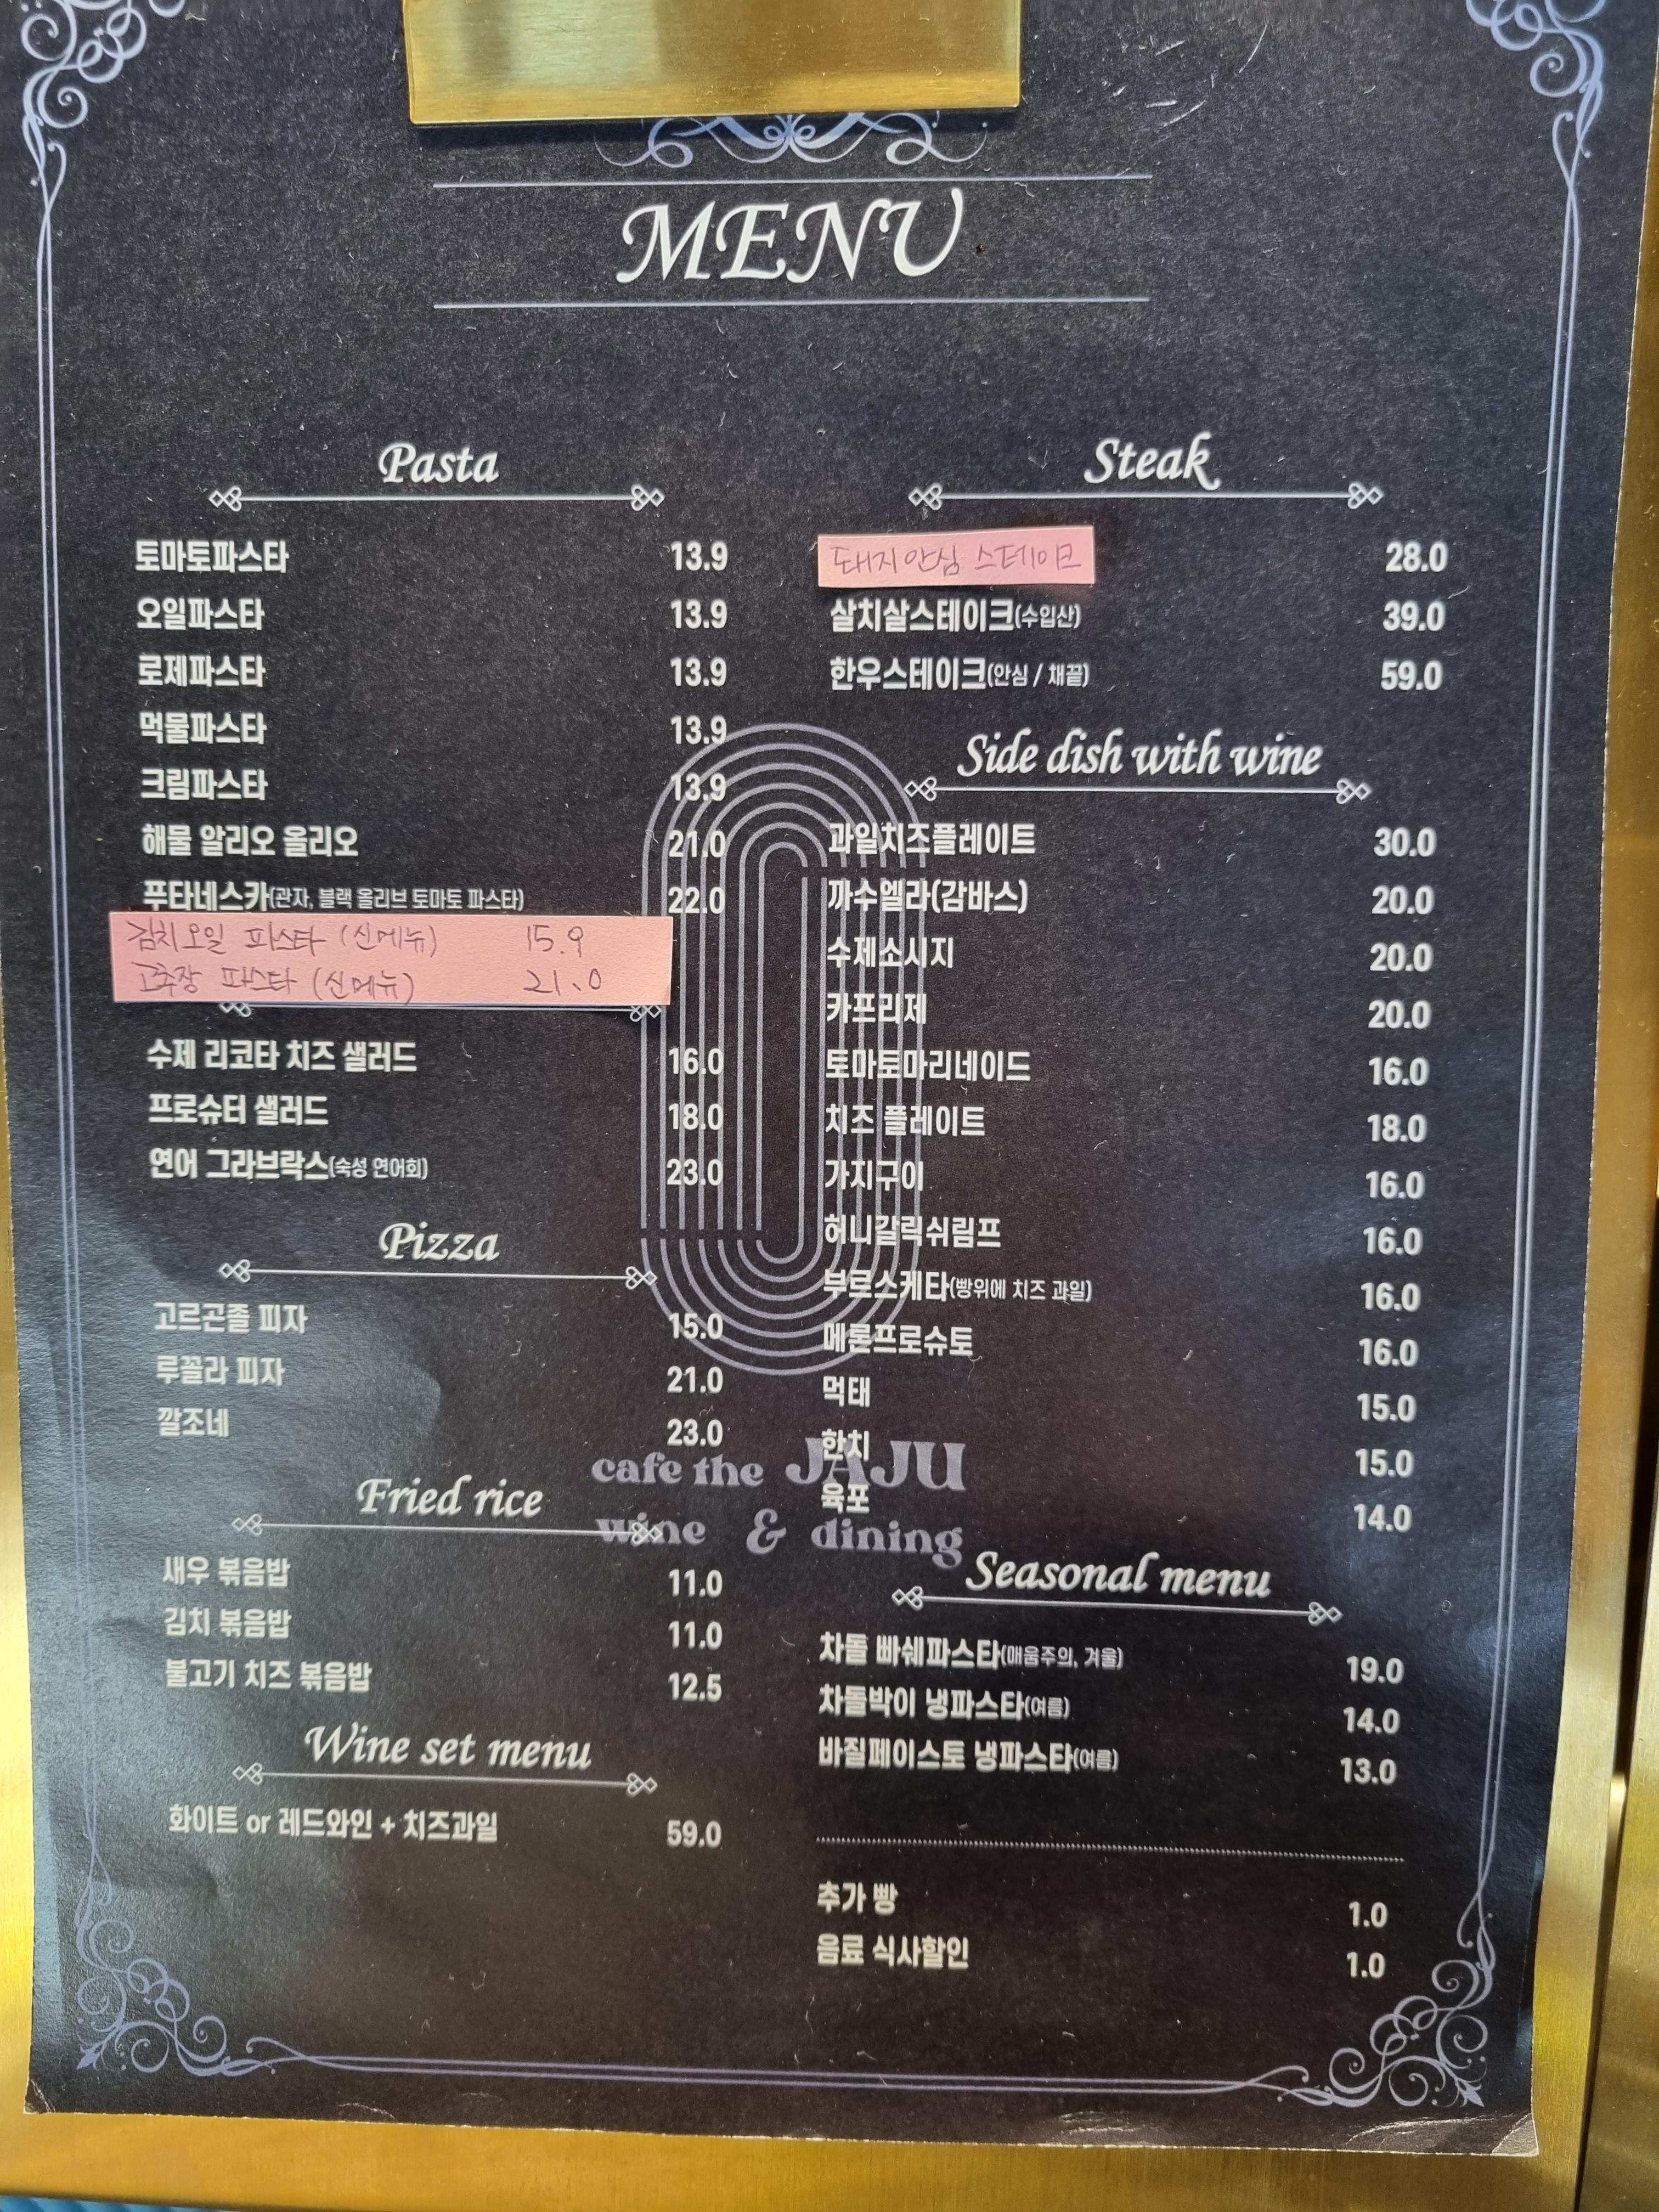 MENU
Pasta
토마토파스타 13.9
오일파스타 13.9
로제파스타 13.9
먹물파스타 13.9
크림파스타 13.9
해물 알리오 올리오 21.0
푸타네스카(관자, 블랙 올리브 토마토 파스타) 22.0
김치오일 파스타 (신메뉴) 15.9
고추장 파스타 (신메뉴) 21.0
수제 리코타 치즈 샐러드 16.0
프로슈터 샐러드 18.0
연어 그라브락스(숙성 연어회) 23.0
Pizza
고르곤졸 피자 15.0
루꼴라 피자 21.0
깔조네 23.0
Fried rice
새우 볶음밥 11.0
김치 볶음밥 11.0
불고기 치즈 볶음밥 12.5
Wine set menu
화이트 or 레드와인 + 치즈과일 59.0
Steak
돼지안심 스테이크 28.0
살치살스테이크(수입산) 39.0
한우스테이크(안심 / 채끝) 59.0
Side dish with wine
과일치즈플레이트 30.0
까수엘라(감바스) 20.0
수제소시지 20.0
카프리제 20.0
토마토마리네이드 16.0
치즈 플레이트 18.0
가지구이 16.0
허니갈릭쉬림프 16.0
부르스케타(빵위에 치즈 과일) 16.0
메론프로슈토 16.0
먹태 15.0
한치 15.0
육포 14.0
Seasonal menu
차돌 빠쉐파스타(매움주의, 겨울) 19.0
차돌박이 냉파스타(여름) 14.0
바질페이스토 냉파스타(여름) 13.0
추가 빵 1.0
음료 식사할인 1.0
cafe the JAJU
wine & dining